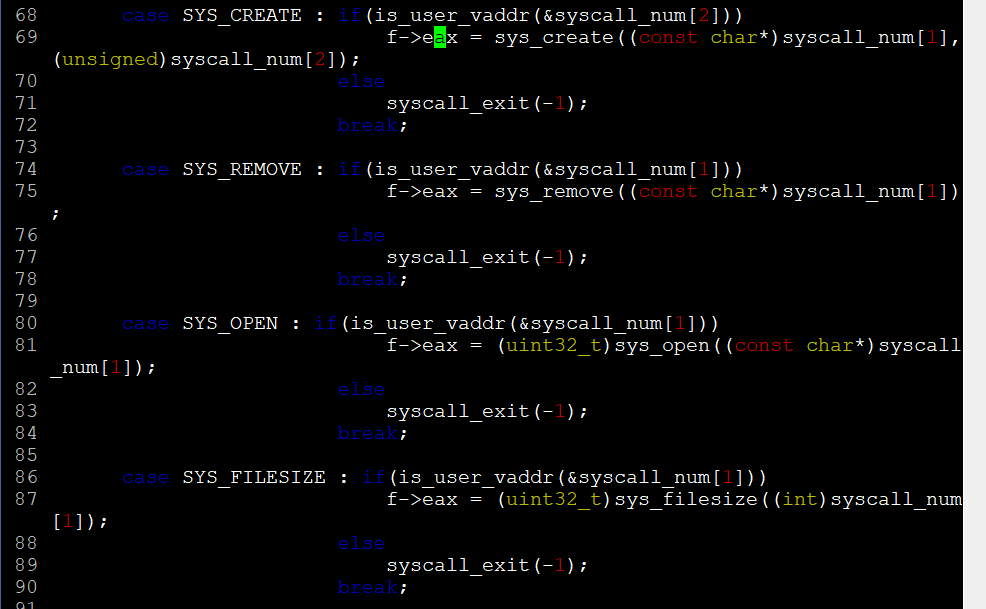 68       case SYS_CREATE : if(is_user_vaddr(&syscall_num[2]))
69                             f->eax = sys_create((const char*)syscall_num[1],
(unsigned)syscall_num[2]);
70                         else
71                             syscall_exit(-1);
72                         break;
73
74       case SYS_REMOVE : if(is_user_vaddr(&syscall_num[1]))
75                             f->eax = sys_remove((const char*)syscall_num[1])
;
76                         else
77                             syscall_exit(-1);
78                         break;
79
80       case SYS_OPEN : if(is_user_vaddr(&syscall_num[1]))
81                             f->eax = (uint32_t)sys_open((const char*)syscall
_num[1]);
82                         else
83                             syscall_exit(-1);
84                         break;
85
86       case SYS_FILESIZE : if(is_user_vaddr(&syscall_num[1]))
87                             f->eax = (uint32_t)sys_filesize((int)syscall_num
[1]);
88                         else
89                             syscall_exit(-1);
90                         break;
91